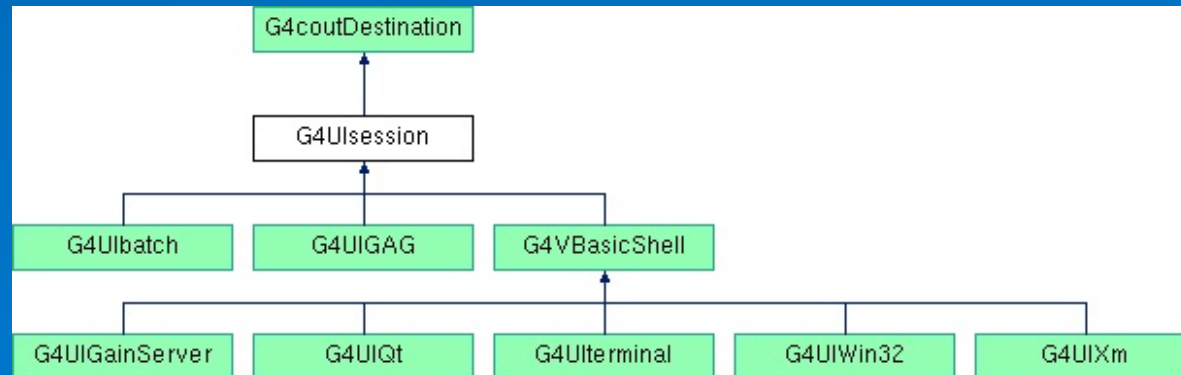 G4coutDestination
G4UIsession
G4UIbatch
G4UIGAG
G4VBasicShell
G4UIGainServer
G4UIQt
G4UIterminal
G4UIWin32
G4UIXm